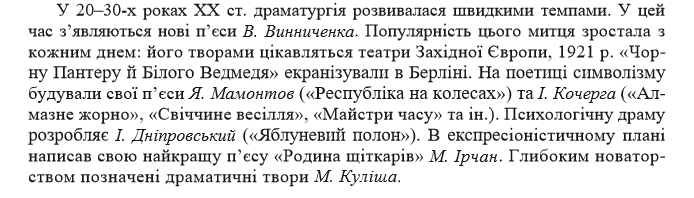 У 20–30-х роках XX ст. драматургія розвивалася швидкими темпами. У цей
час з’являються нові п’єси В. Винниченка. Популярність цього митця зростала з
кожним днем: його творами цікавляться театри Західної Європи, 1921 р. «Чор-
ну Пантеру й Білого Ведмедя» екранізували в Берліні. На поетиці символізму
будували свої п’єси Я. Мамонтов («Республіка на колесах») та І. Кочерга («Ал-
мазне жорно», «Свіччине весілля», «Майстри часу» та ін.). Психологічну драму
розробляє І. Дніпровський («Яблуневий полон»). В експресіоністичному плані
написав свою найкращу п’єсу «Родина щіткарів» М. Ірчан. Глибоким новатор-
ством позначені драматичні твори М. Куліша.